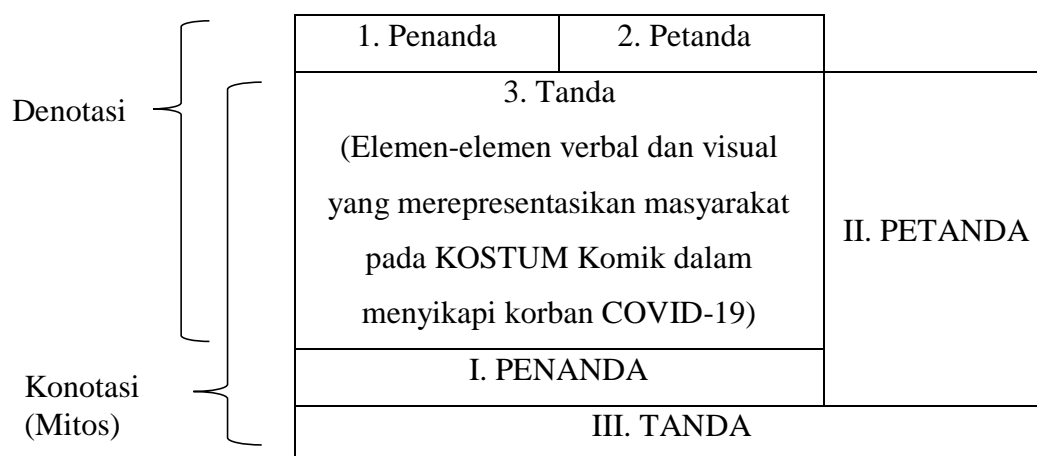 1. Penanda
2. Petanda
Denotasi
3. Tanda
(Elemen-elemen verbal dan visual
yang merepresentasikan masyarakat
pada KOSTUM Komik dalam
menyikapi korban COVID-19)
II. PETANDA
I. PENANDA
Konotasi
(Mitos)
III. TANDA